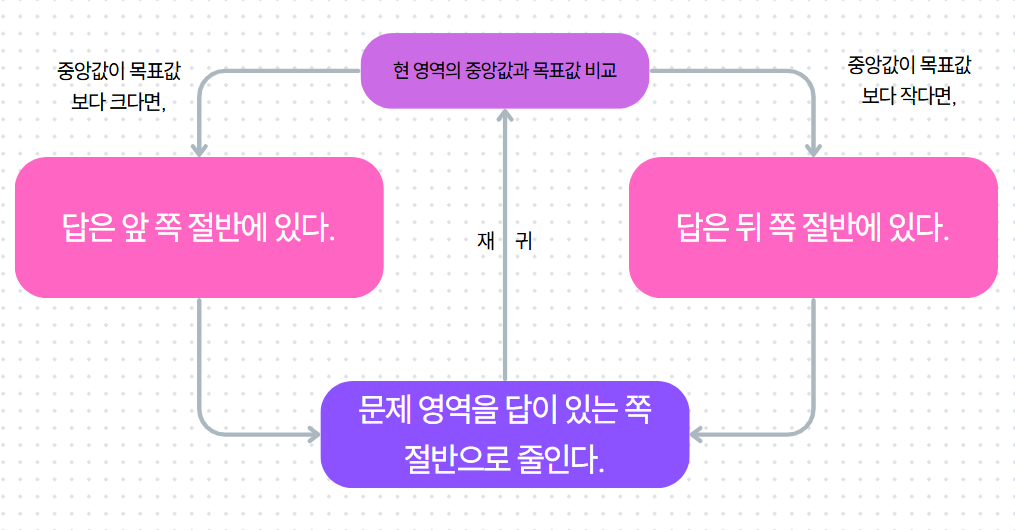 현 영역의 중앙값과 목표값 비교
중앙값이 목표값
보다 크다면,
중앙값이 목표값
보다 작다면,
답은 앞 쪽 절반에 있다.
답은 뒤 쪽 절반에 있다.
재 귀
문제 영역을 답이 있는 쪽
절반으로 줄인다.